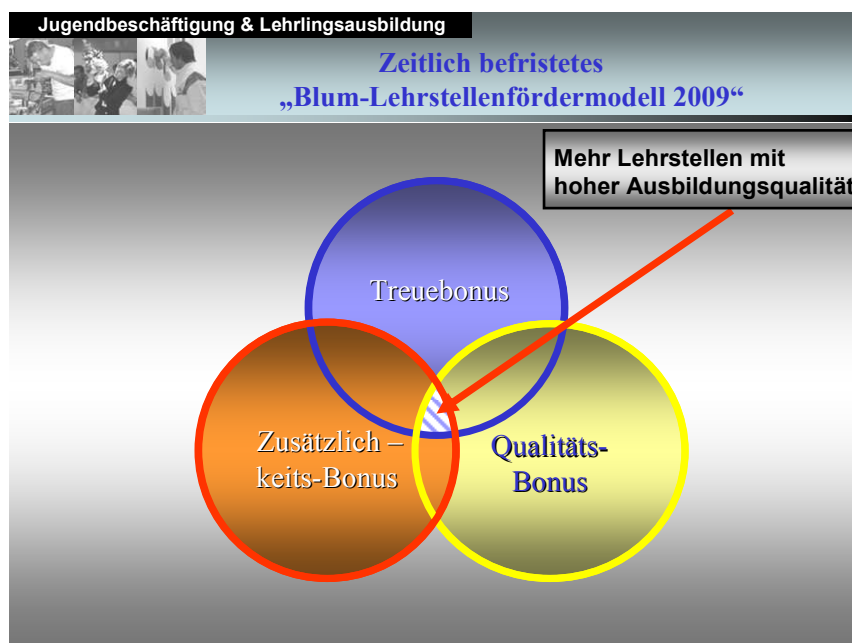 Jugendbeschäftigung & Lehrlingsausbildung
Zeitlich befristetes
„Blum-Lehrstellenfördermodell 2009“
Mehr Lehrstellen mit
hoher Ausbildungsqualität
Treuebonus
Zusätzlich –
keits-Bonus
Qualitäts-
Bonus